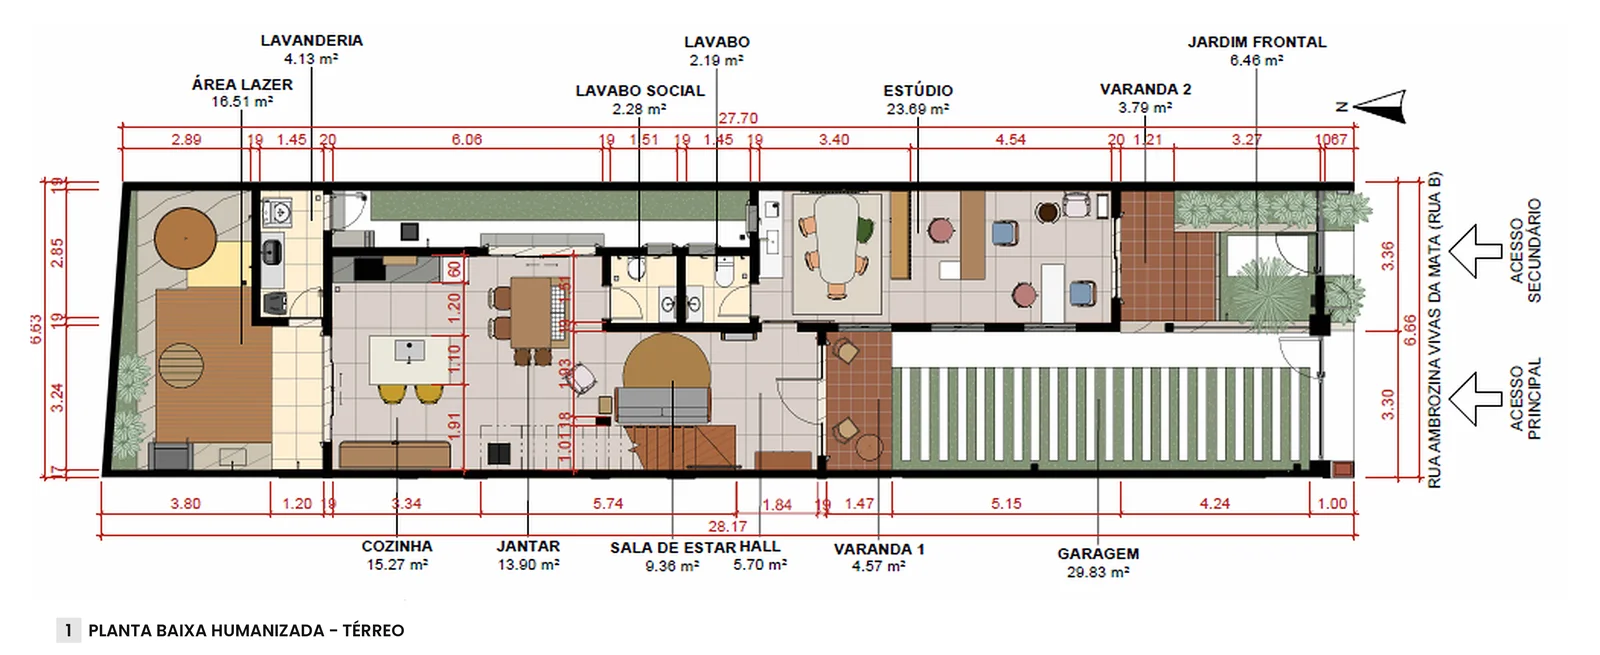 LAVANDERIA
4.13 m²
LAVABO
2.19 m²
JARDIM FRONTAL
6.46 m²
ÁREA LAZER
16.51 m²
LAVABO SOCIAL
2.28 m²
ESTÚDIO
23.69 m²
VARANDA 2
3.79 m²
N
27.70
2.89
19
1.45
20
6.06
19
1.51
19
1.45
19
3.40
4.54
20
1.21
3.27
10
67
19
2.85
19
3.24
17
6.63
60
1.20
1.10
1.91
1.51
19
1.93
18
1.01
3.36
3.30
6.66
RUA AMBROZINA VIVAS DA MATA (RUA B)
ACESSO
SECUNDÁRIO
ACESSO
PRINCIPAL
3.80
1.20
19
3.34
5.74
1.84
19
1.47
5.15
4.24
1.00
28.17
COZINHA
15.27 m²
JANTAR
13.90 m²
SALA DE ESTAR
9.36 m²
HALL
5.70 m²
VARANDA 1
4.57 m²
GARAGEM
29.83 m²
1 PLANTA BAIXA HUMANIZADA - TÉRREO